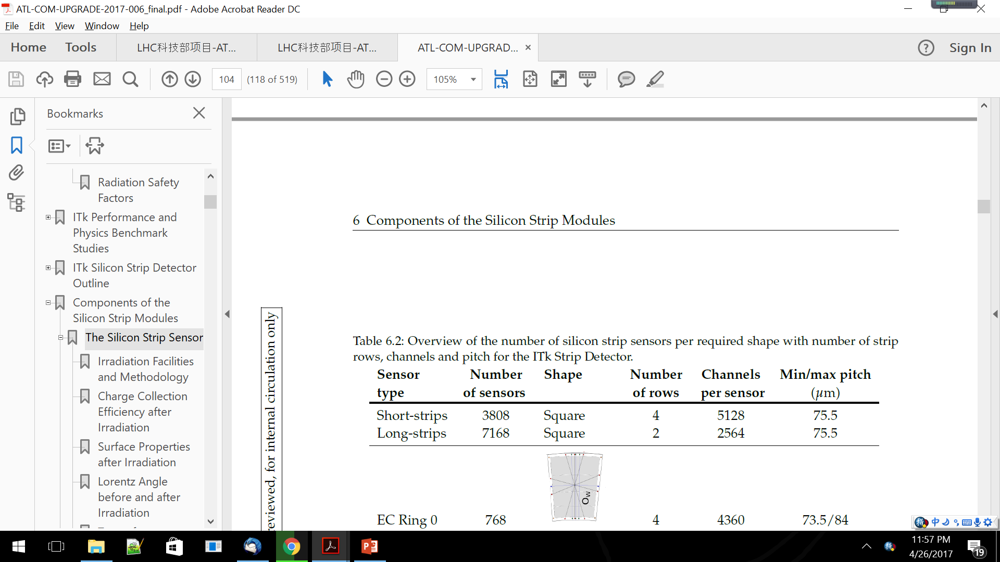 ATL-COM-UPGRADE-2017-006_final.pdf - Adobe Acrobat Reader DC
File Edit View Window Help
Home Tools LHC科技部项目-AT... LHC科技部项目-AT... ATL-COM-UPGRAD... × ? Sign In
104 (118 of 519) 105%
Bookmarks
Radiation Safety
Factors
ITk Performance and
Physics Benchmark
Studies
ITk Silicon Strip Detector
Outline
Components of the
Silicon Strip Modules
The Silicon Strip Sensor
Irradiation Facilities
and Methodology
Charge Collection
Efficiency after
Irradiation
Surface Properties
after Irradiation
Lorentz Angle
before and after
Irradiation
6 Components of the Silicon Strip Modules
eviewed, for internal circulation only
Table 6.2: Overview of the number of silicon strip sensors per required shape with number of strip
rows, channels and pitch for the ITk Strip Detector.
Sensor Number Shape Number Channels Min/max pitch
type of sensors of rows per sensor (μm)
Short-strips 3808 Square 4 5128 75.5
Long-strips 7168 Square 2 2564 75.5
Ow
EC Ring 0 768 4 4360 73.5/84
中
11:57 PM
4/26/2017
19